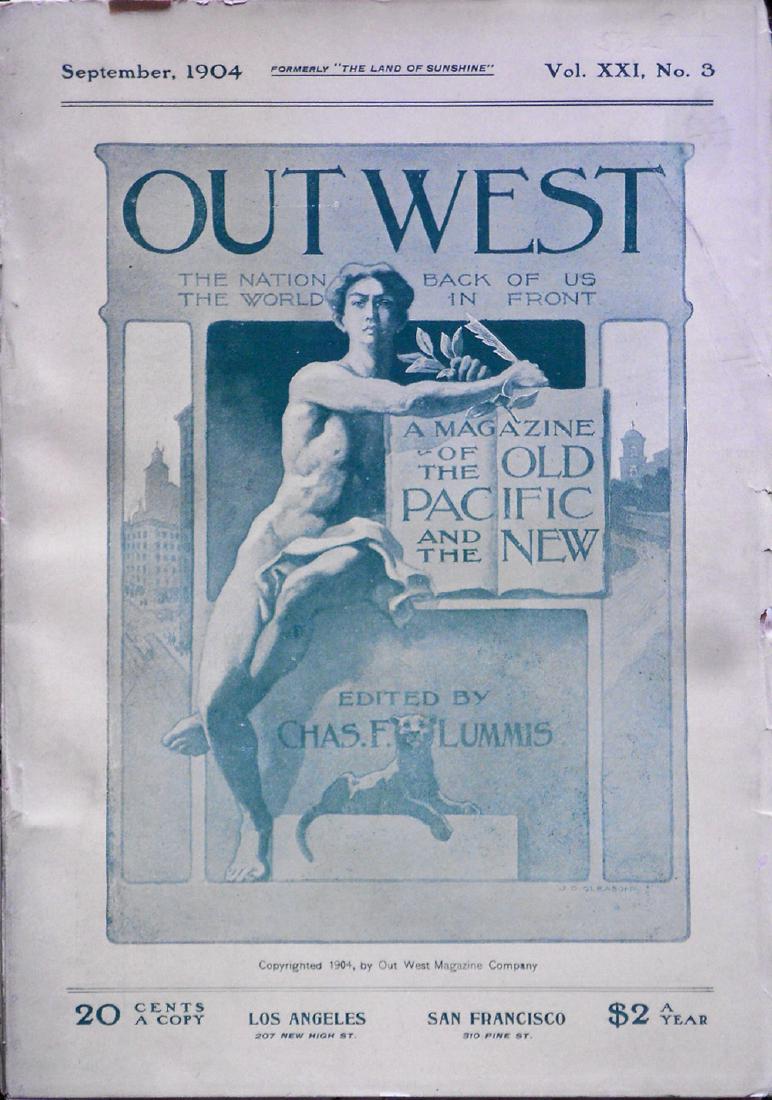 September, 1904 FORMERLY "THE LAND OF SUNSHINE" Vol. XXI, No. 3
OUT WEST
THE NATION BACK OF US
THE WORLD IN FRONT
A MAGAZINE
OF THE OLD
PACIFIC
AND THE NEW
EDITED BY
CHAS. F. LUMMIS
J. D. GLEASON
Copyrighted 1904, by Out West Magazine Company
20 CENTS A COPY LOS ANGELES SAN FRANCISCO $2 A YEAR
207 NEW HIGH ST. 310 PINE ST.